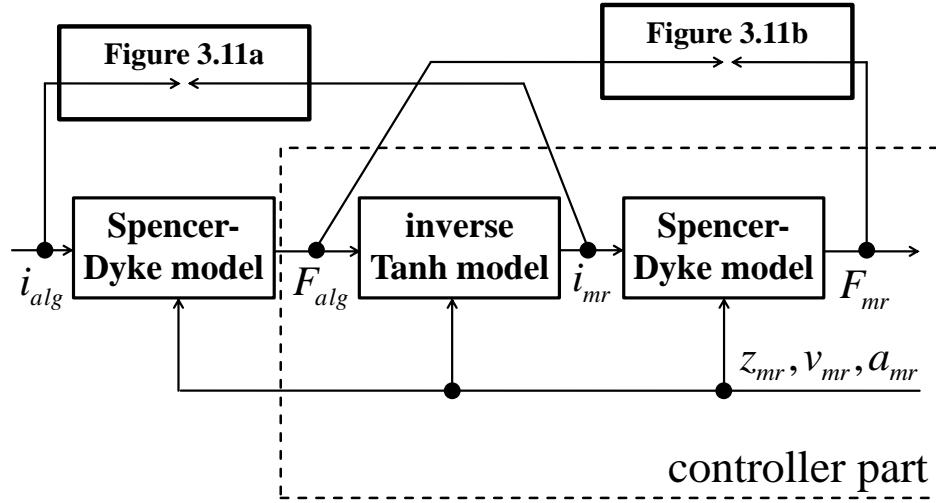 Figure 3.11a
Figure 3.11b
Spencer-
Dyke model
inverse
Tanh model
Spencer-
Dyke model
i_alg
F_alg
i_mr
F_mr
z_mr, v_mr, a_mr
controller part